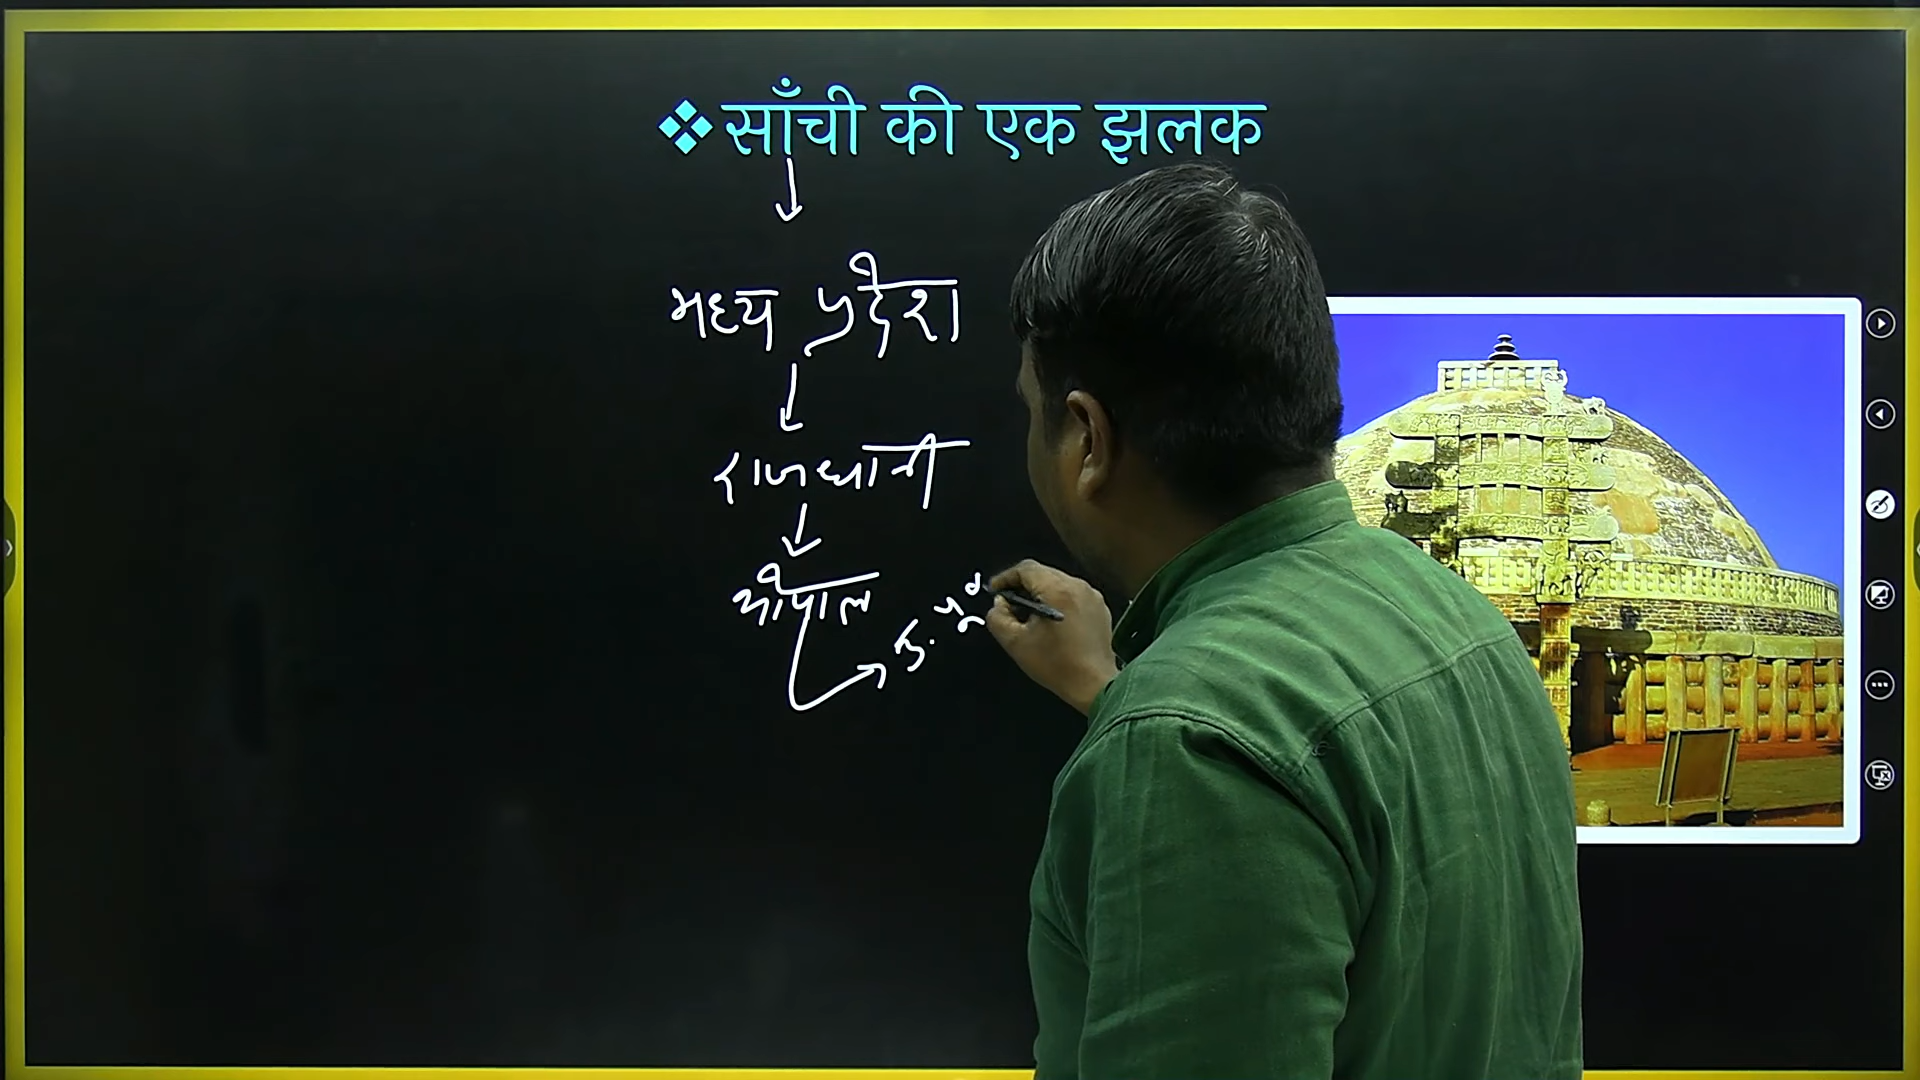 ❖साँची की एक झलक
मध्य प्रदेश
राजधानी
भोपाल
उ. पू